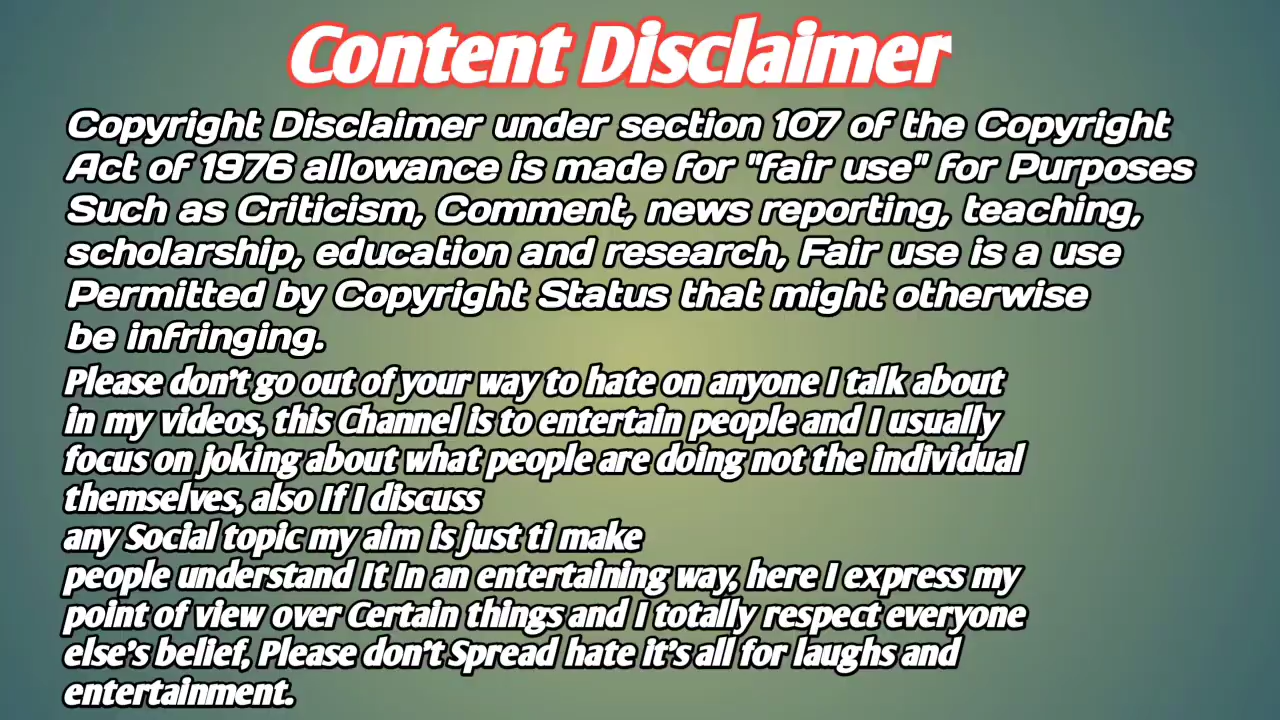 Content Disclaimer
Copyright Disclaimer under section 107 of the Copyright
Act of 1976 allowance is made for "fair use" for Purposes
Such as Criticism, Comment, news reporting, teaching,
scholarship, education and research, Fair use is a use
Permitted by Copyright Status that might otherwise
be infringing.
Please don't go out of your way to hate on anyone I talk about
in my videos, this Channel is to entertain people and I usually
focus on joking about what people are doing not the individual
themselves, also If I discuss
any Social topic my aim is just ti make
people understand It In an entertaining way, here I express my
point of view over Certain things and I totally respect everyone
else's belief, Please don't Spread hate it's all for laughs and
entertainment.